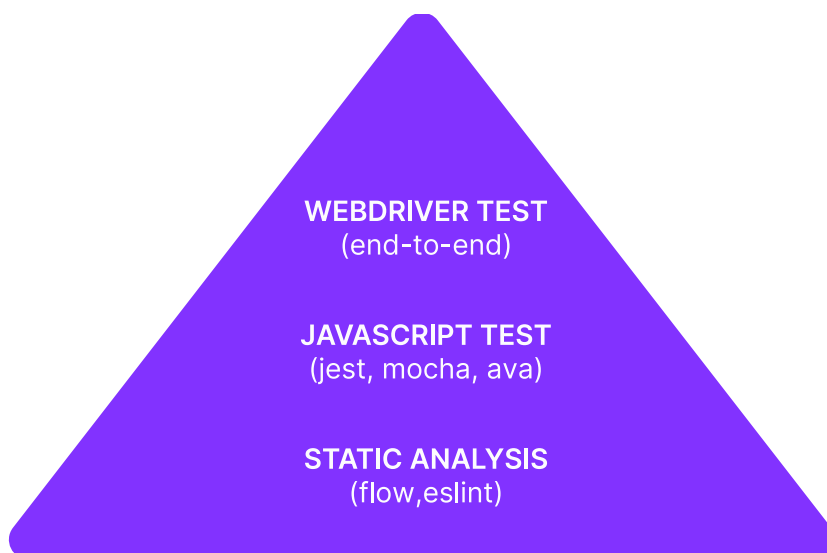 WEBDRIVER TEST
(end-to-end)
JAVASCRIPT TEST
(jest, mocha, ava)
STATIC ANALYSIS
(flow,eslint)